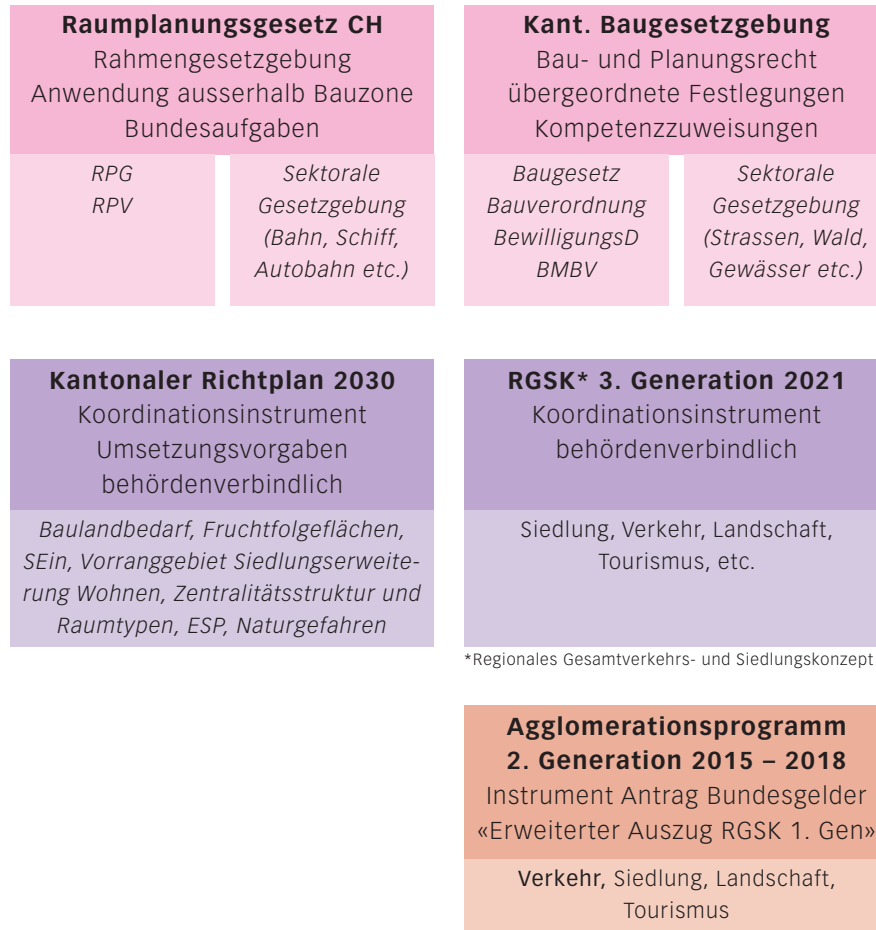 Raumplanungsgesetz CH
Rahmengesetzgebung
Anwendung ausserhalb Bauzone
Bundesaufgaben
RPG
RPV
Sektorale
Gesetzgebung
(Bahn, Schiff,
Autobahn etc.)
Kant. Baugesetzgebung
Bau- und Planungsrecht
übergeordnete Festlegungen
Kompetenzzuweisungen
Baugesetz
Bauverordnung
BewilligungsD
BMBV
Sektorale
Gesetzgebung
(Strassen, Wald,
Gewässer etc.)
Kantonaler Richtplan 2030
Koordinationsinstrument
Umsetzungsvorgaben
behördenverbindlich
Baulandbedarf, Fruchtfolgeflächen,
SEin, Vorranggebiet Siedlungserweite-
rung Wohnen, Zentralitätsstruktur und
Raumtypen, ESP, Naturgefahren
RGSK* 3. Generation 2021
Koordinationsinstrument
behördenverbindlich
Siedlung, Verkehr, Landschaft,
Tourismus, etc.
*Regionales Gesamtverkehrs- und Siedlungskonzept
Agglomerationsprogramm
2. Generation 2015 – 2018
Instrument Antrag Bundesgelder
«Erweiterter Auszug RGSK 1. Gen»
Verkehr, Siedlung, Landschaft,
Tourismus